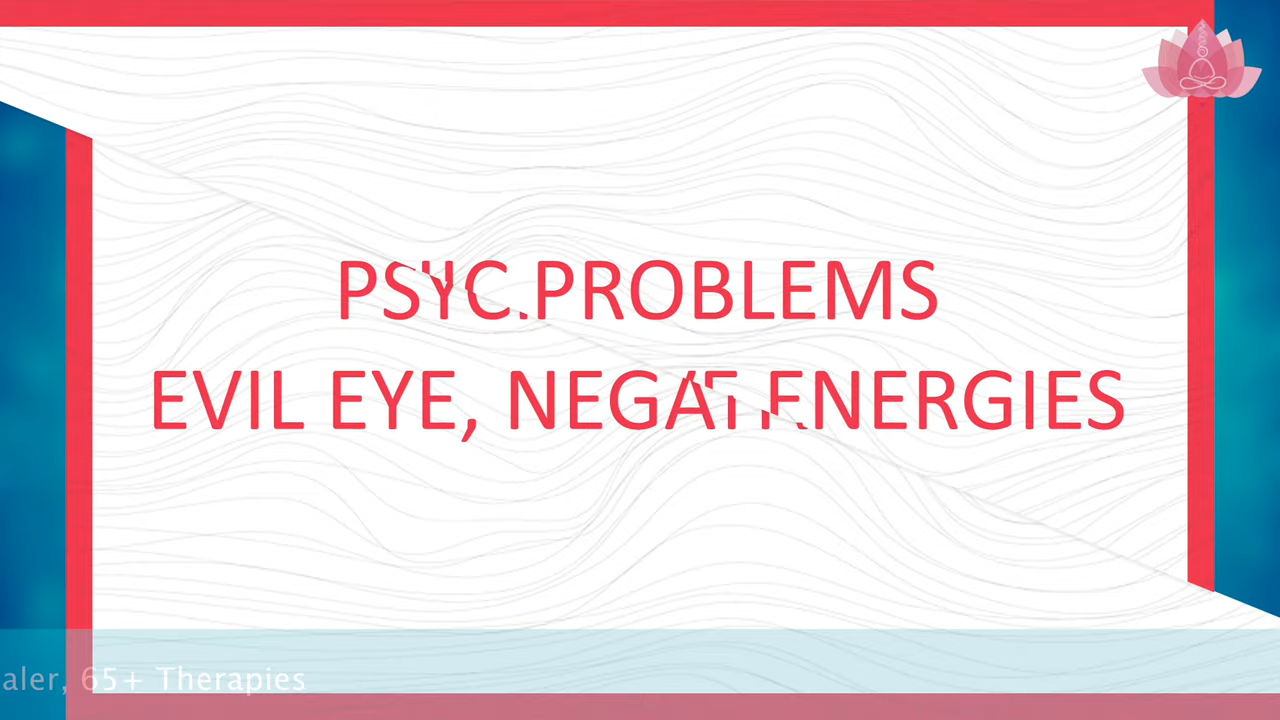 PSYC.PROBLEMS
EVIL EYE, NEGAT.ENERGIES
aler, 65+ Therapies